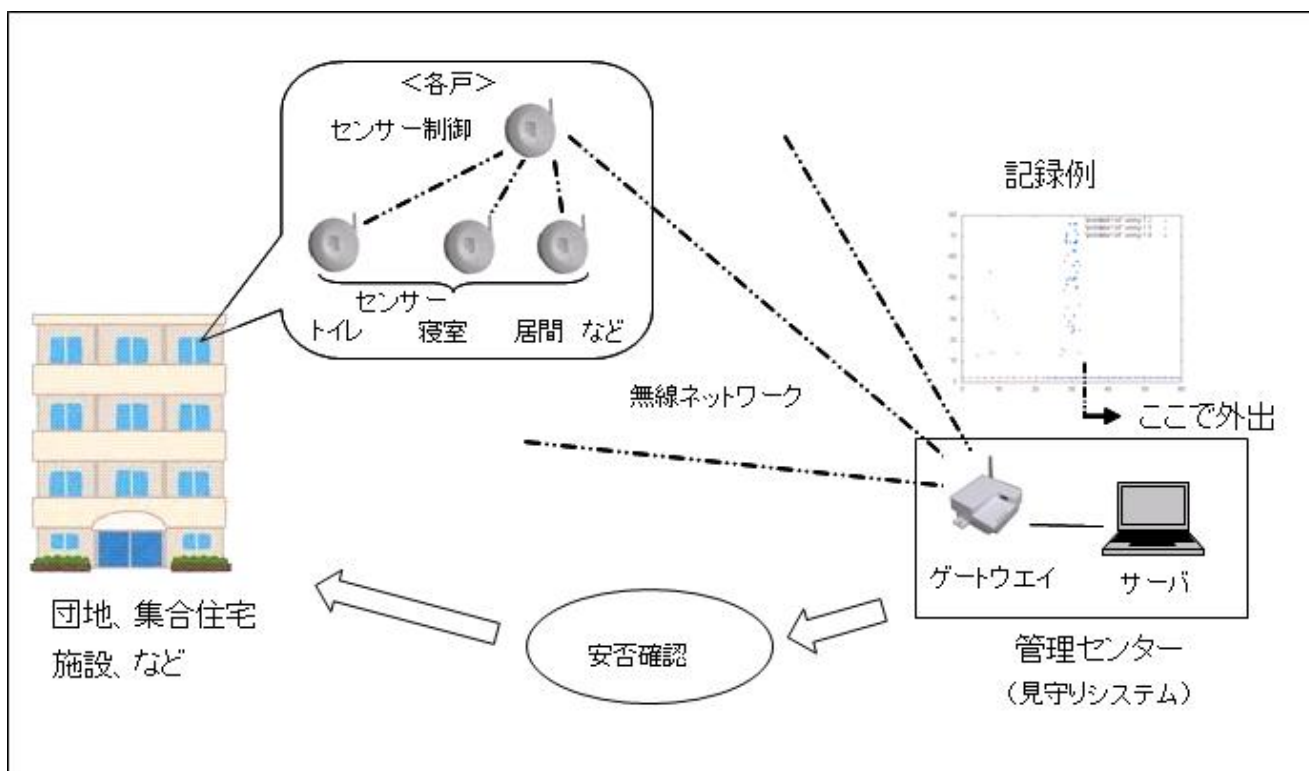 ＜各戸＞
センサー制御
センサー
トイレ 寝室 居間 など
記録例
ここで外出
無線ネットワーク
ゲートウエイ サーバ
団地、集合住宅
施設、など
安否確認
管理センター
（見守りシステム）